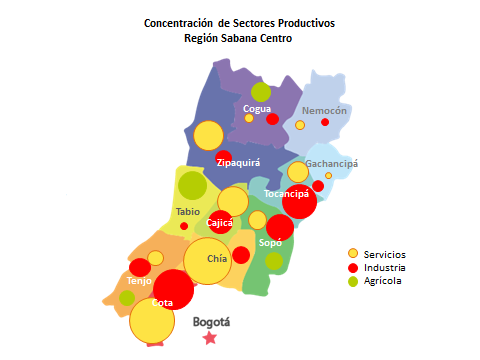 Concentración de Sectores Productivos
Región Sabana Centro
Cogua
Nemocón
Zipaquirá
Gachancipá
Tocancipá
Tabio
Cajicá
Sopó
Chía
Tenjo
Cota
Bogotá
Servicios
Industria
Agrícola